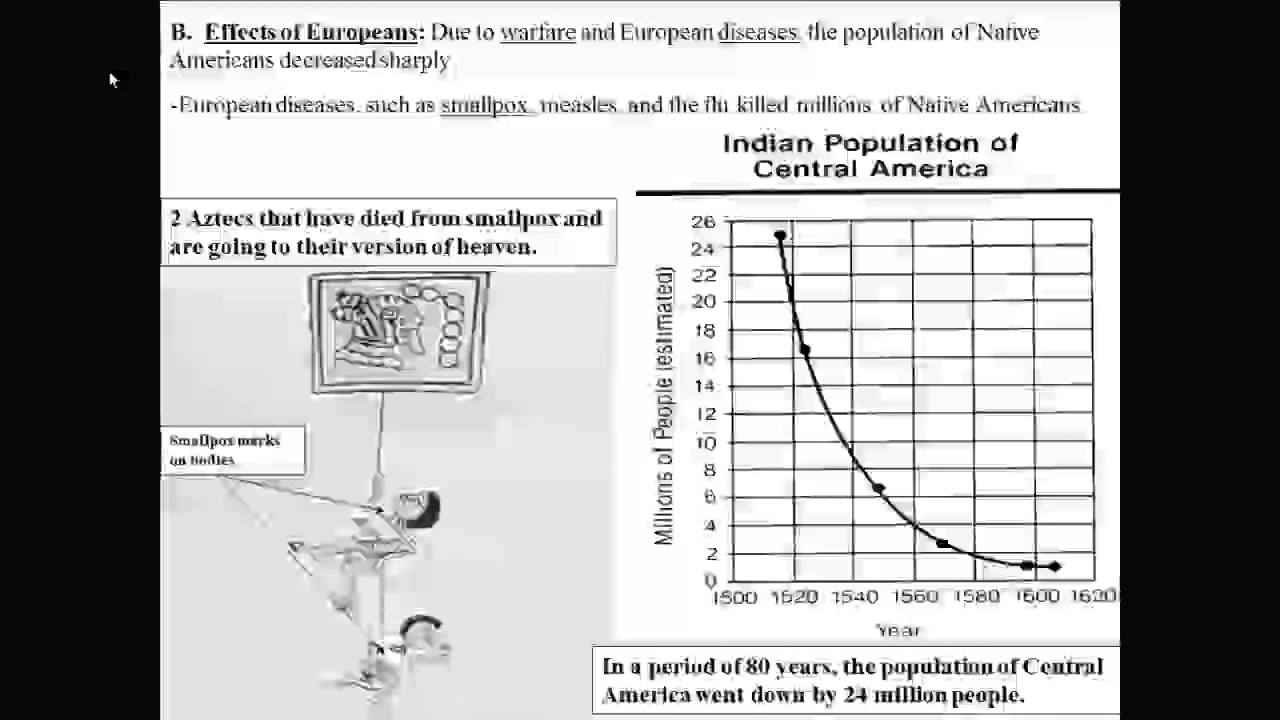 B. Effects of Europeans: Due to warfare and European diseases, the population of Native
Americans decreased sharply
-European diseases, such as smallpox, measles, and the flu killed millions of Native Americans
Indian Population of
Central America
2 Aztecs that have died from smallpox and
are going to their version of heaven.
Smallpox marks
on bodies
Millions of People (estimated)
26
24
22
20
18
16
14
12
10
8
6
4
2
0
1500 1520 1540 1560 1580 1600 1620
Year
In a period of 80 years, the population of Central
America went down by 24 million people.